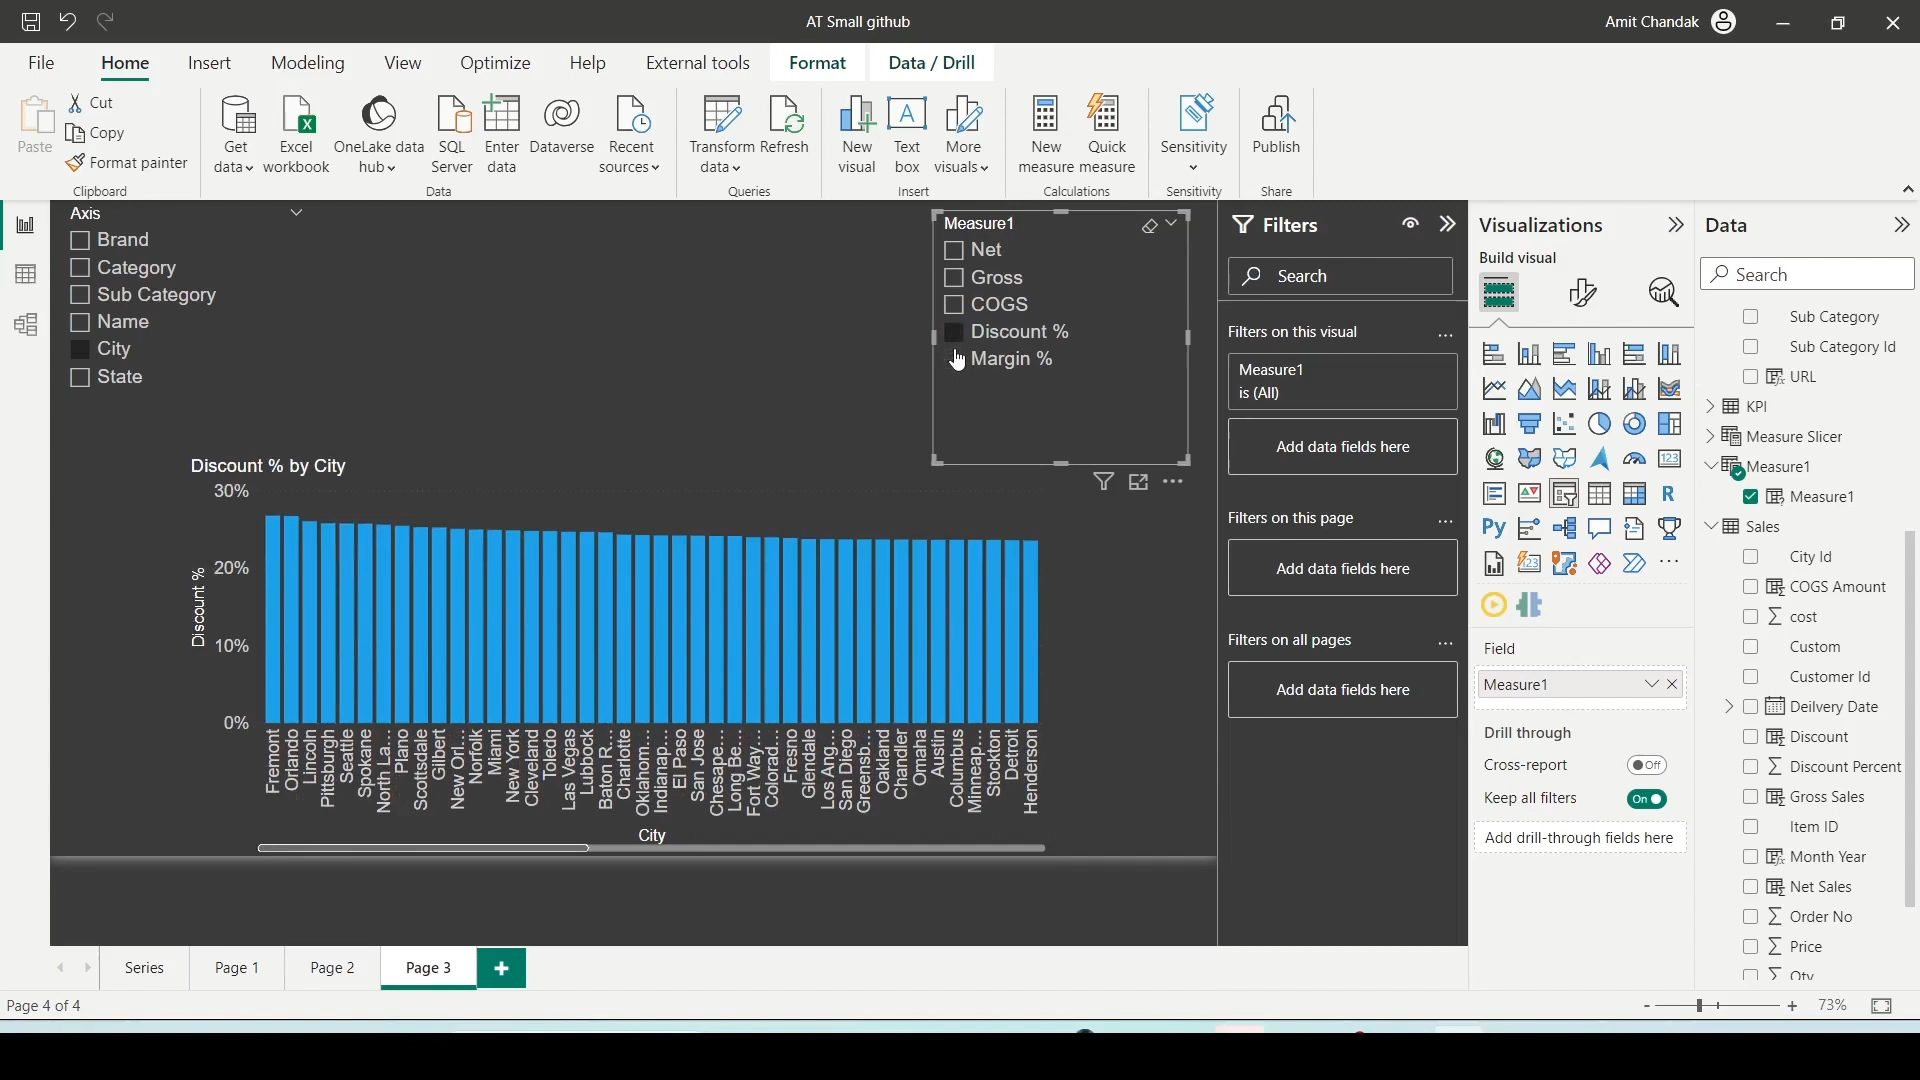 AT Small github
Amit Chandak
File Home Insert Modeling View Optimize Help External tools Format Data / Drill
Paste
Cut
Copy
Format painter
Clipboard
Get data
Excel workbook
OneLake data hub
SQL Server
Enter data
Dataverse
Recent sources
Data
Transform data
Refresh
Queries
New visual
Text box
More visuals
Insert
New measure
Quick measure
Calculations
Sensitivity
Sensitivity
Publish
Share
Axis
Brand
Category
Sub Category
Name
City
State
Measure1
Net
Gross
COGS
Discount %
Margin %
Discount % by City
30%
20%
10%
0%
Discount %
Fremont
Orlando
Lincoln
Pittsburgh
Seattle
Spokane
North La...
Plano
Scottsdale
Gilbert
New Orl...
Norfolk
Miami
New York
Cleveland
Toledo
Las Vegas
Lubbock
Baton R...
Charlotte
Oklahom...
Indianap...
El Paso
San Jose
Chesape...
Long Be...
Fort Way...
Colorad...
Fresno
Glendale
Los Ang...
San Diego
Greensb...
Oakland
Chandler
Omaha
Austin
Columbus
Minneap...
Stockton
Detroit
Henderson
City
Filters
Search
Filters on this visual
Measure1
is (All)
Add data fields here
Filters on this page
Add data fields here
Filters on all pages
Add data fields here
Visualizations
Build visual
123
R
Py
123
Field
Measure1
Drill through
Cross-report
Off
Keep all filters
On
Add drill-through fields here
Data
Search
Sub Category
Sub Category Id
URL
KPI
Measure Slicer
Measure1
Measure1
Sales
City Id
COGS Amount
cost
Custom
Customer Id
Deilvery Date
Discount
Discount Percent
Gross Sales
Item ID
Month Year
Net Sales
Order No
Price
Qty
Series Page 1 Page 2 Page 3
Page 4 of 4
73%